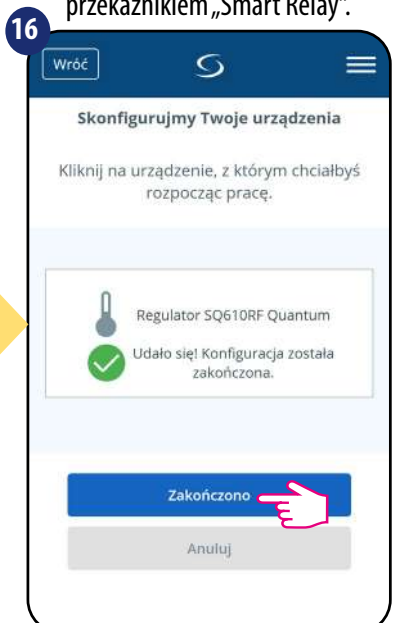 przekaźnikiem „Smart Relay”.
16
Wróć
Skonfigurujmy Twoje urządzenia
Kliknij na urządzenie, z którym chciałbyś
rozpocząc pracę.
Regulator SQ610RF Quantum
Udało się! Konfiguracja została
zakończona.
Zakończono
Anuluj